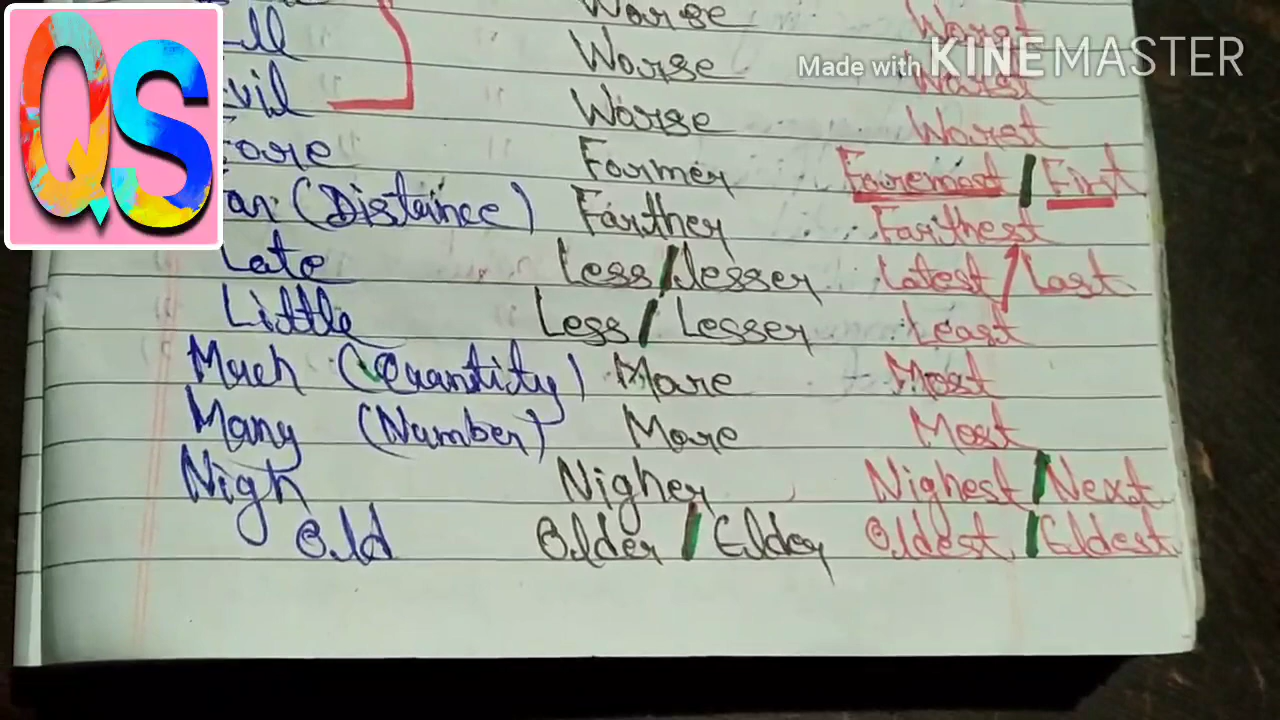 QS
Made with KINEMASTER
Worse Worst
ll Worse Worst
Evil Worse Worst
Fore Former Foremost / First
Far (Distance) Farther Farthest
Late Less / lesser Latest / Last
Little Less / Lesser Least
Much (Quantity) More Most
Many (Number) More Most
Nigh Nigher Nighest / Next
Old Older / Elder Oldest / Eldest